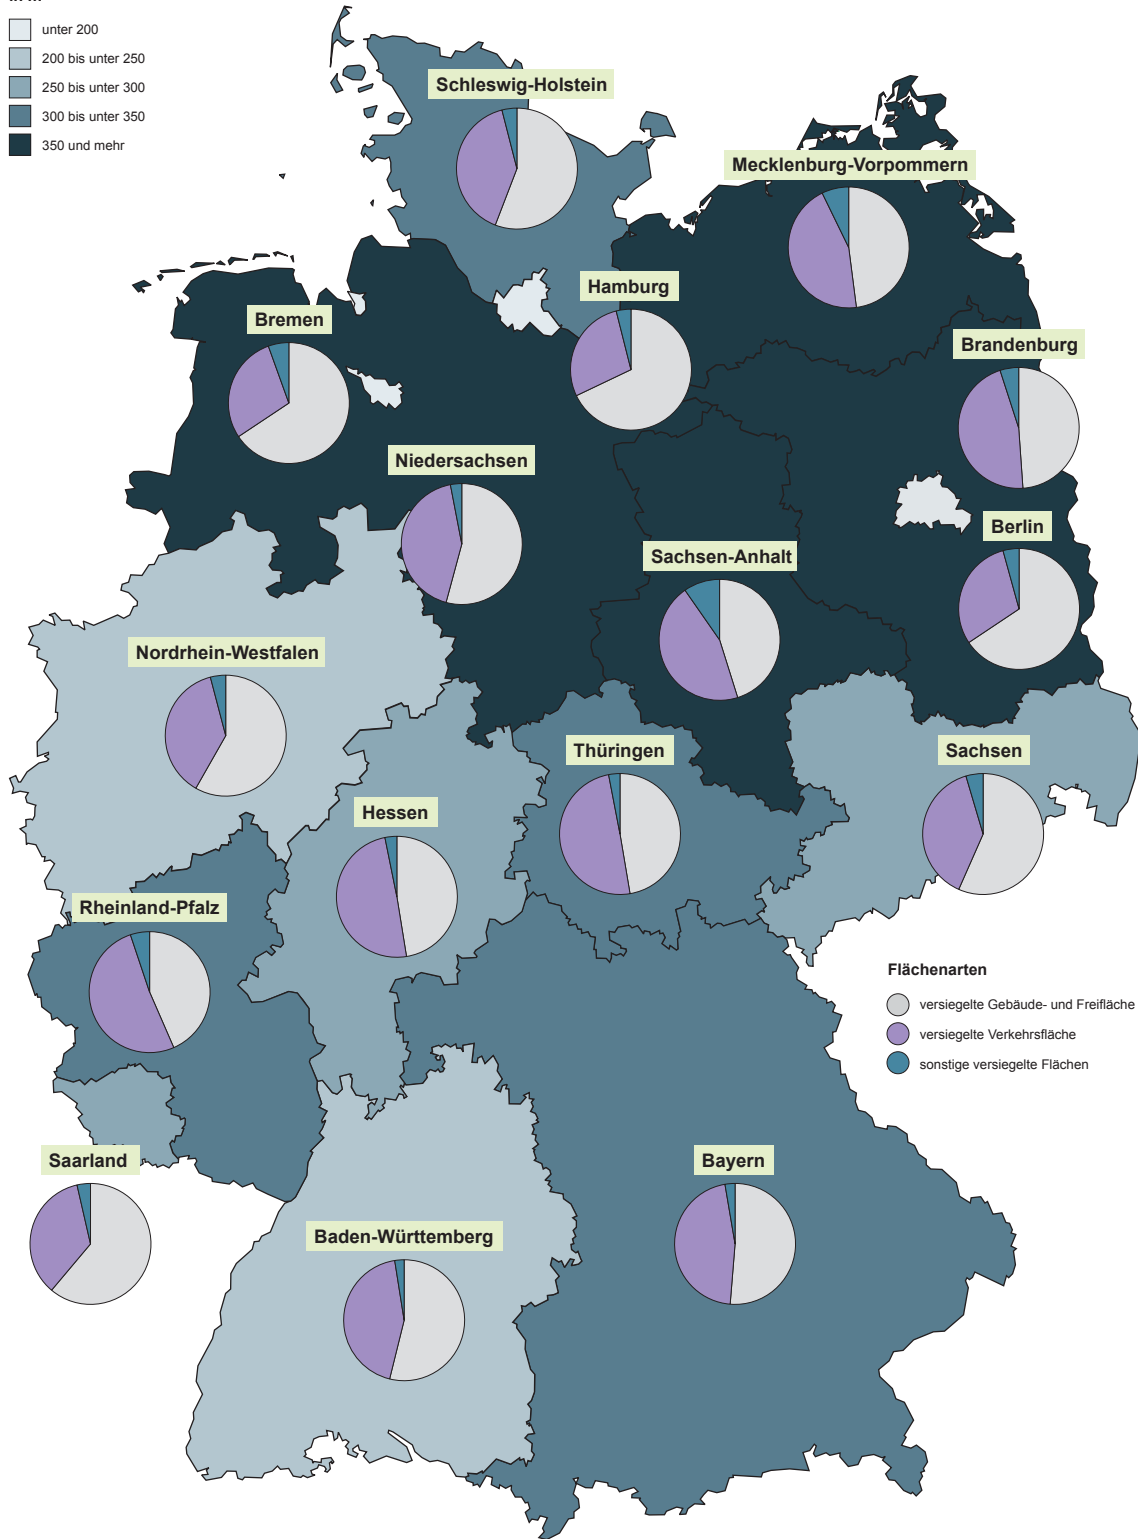 unter 200
200 bis unter 250
250 bis unter 300
300 bis unter 350
350 und mehr
Schleswig-Holstein
Mecklenburg-Vorpommern
Hamburg
Bremen
Brandenburg
Niedersachsen
Berlin
Sachsen-Anhalt
Nordrhein-Westfalen
Thüringen
Sachsen
Hessen
Rheinland-Pfalz
Flächenarten
versiegelte Gebäude- und Freifläche
versiegelte Verkehrsfläche
sonstige versiegelte Flächen
Saarland
Bayern
Baden-Württemberg